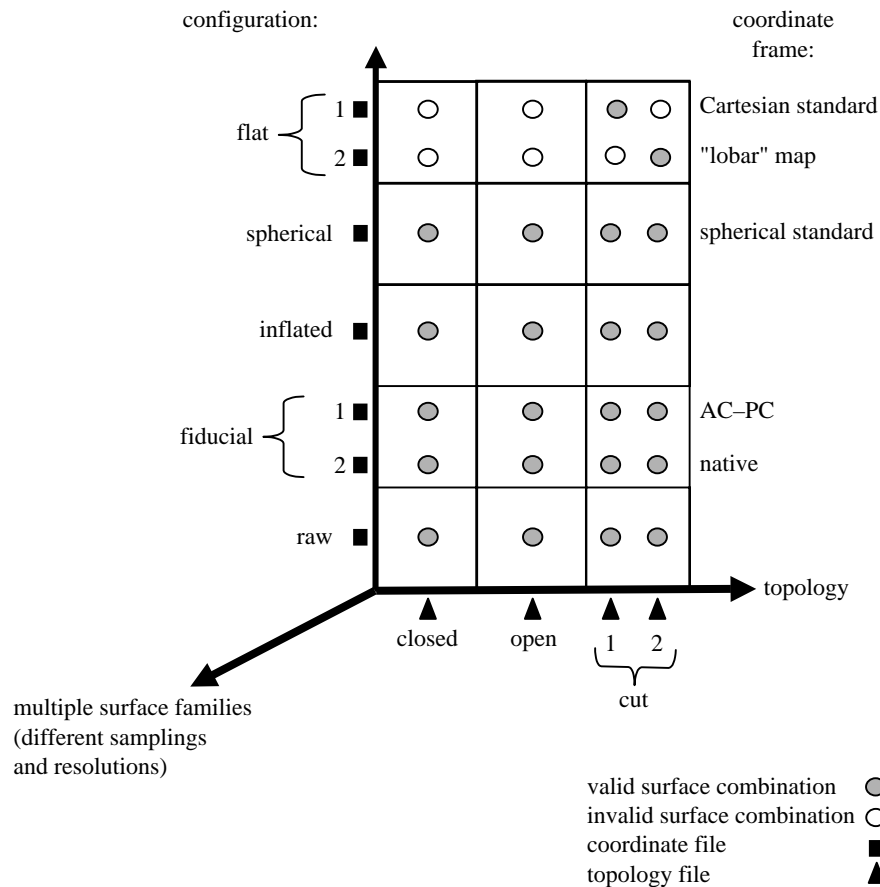 configuration:
coordinate
frame:
flat
1
Cartesian standard
2
"lobar" map
spherical
spherical standard
inflated
fiducial
1
AC–PC
2
native
raw
topology
closed
open
1
2
cut
multiple surface families
(different samplings
and resolutions)
valid surface combination
invalid surface combination
coordinate file
topology file